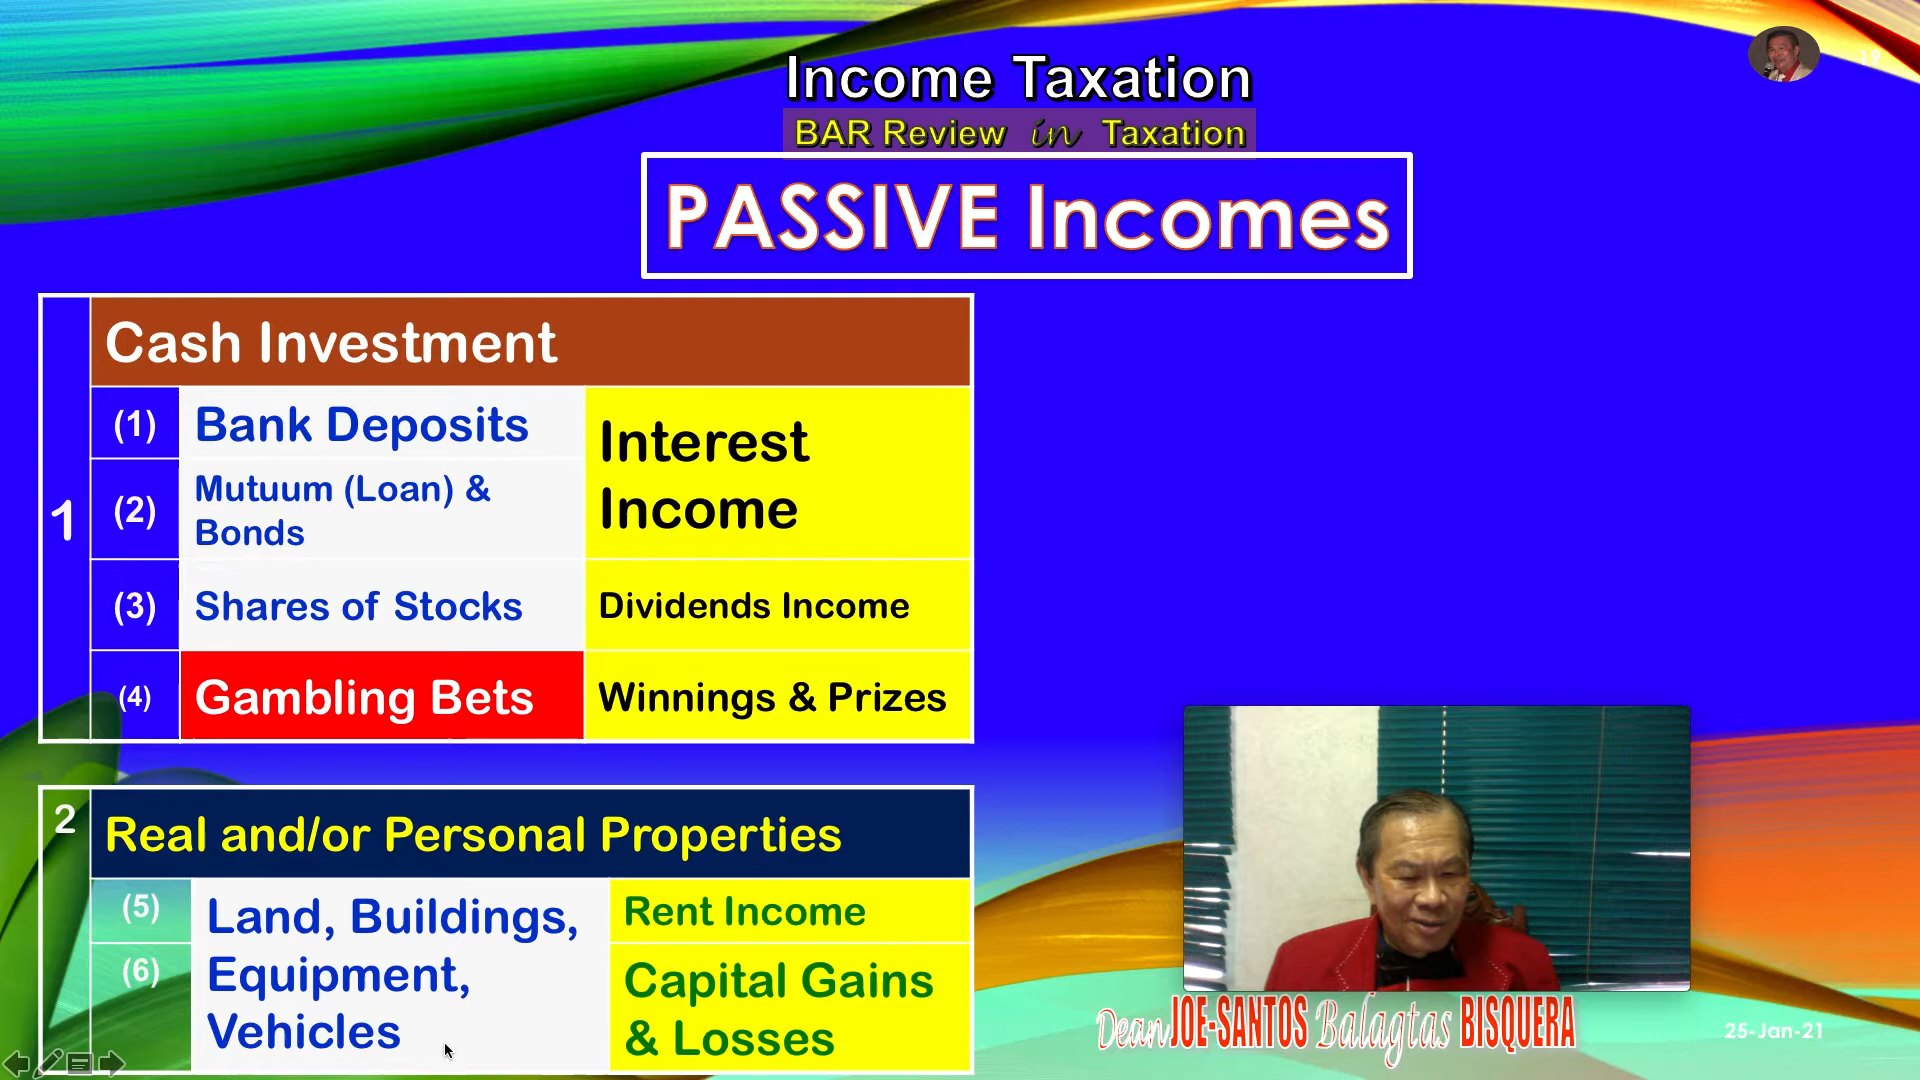 19
Income Taxation
BAR Review in Taxation
PASSIVE Incomes
1
Cash Investment
(1) Bank Deposits
Interest
Income
(2) Mutuum (Loan) &
Bonds
(3) Shares of Stocks Dividends Income
(4) Gambling Bets Winnings & Prizes
2 Real and/or Personal Properties
(5) Land, Buildings,
Equipment,
Vehicles
Rent Income
(6) Capital Gains
& Losses
Dean JOE-SANTOS Balagtas BISQUERA
25-Jan-21